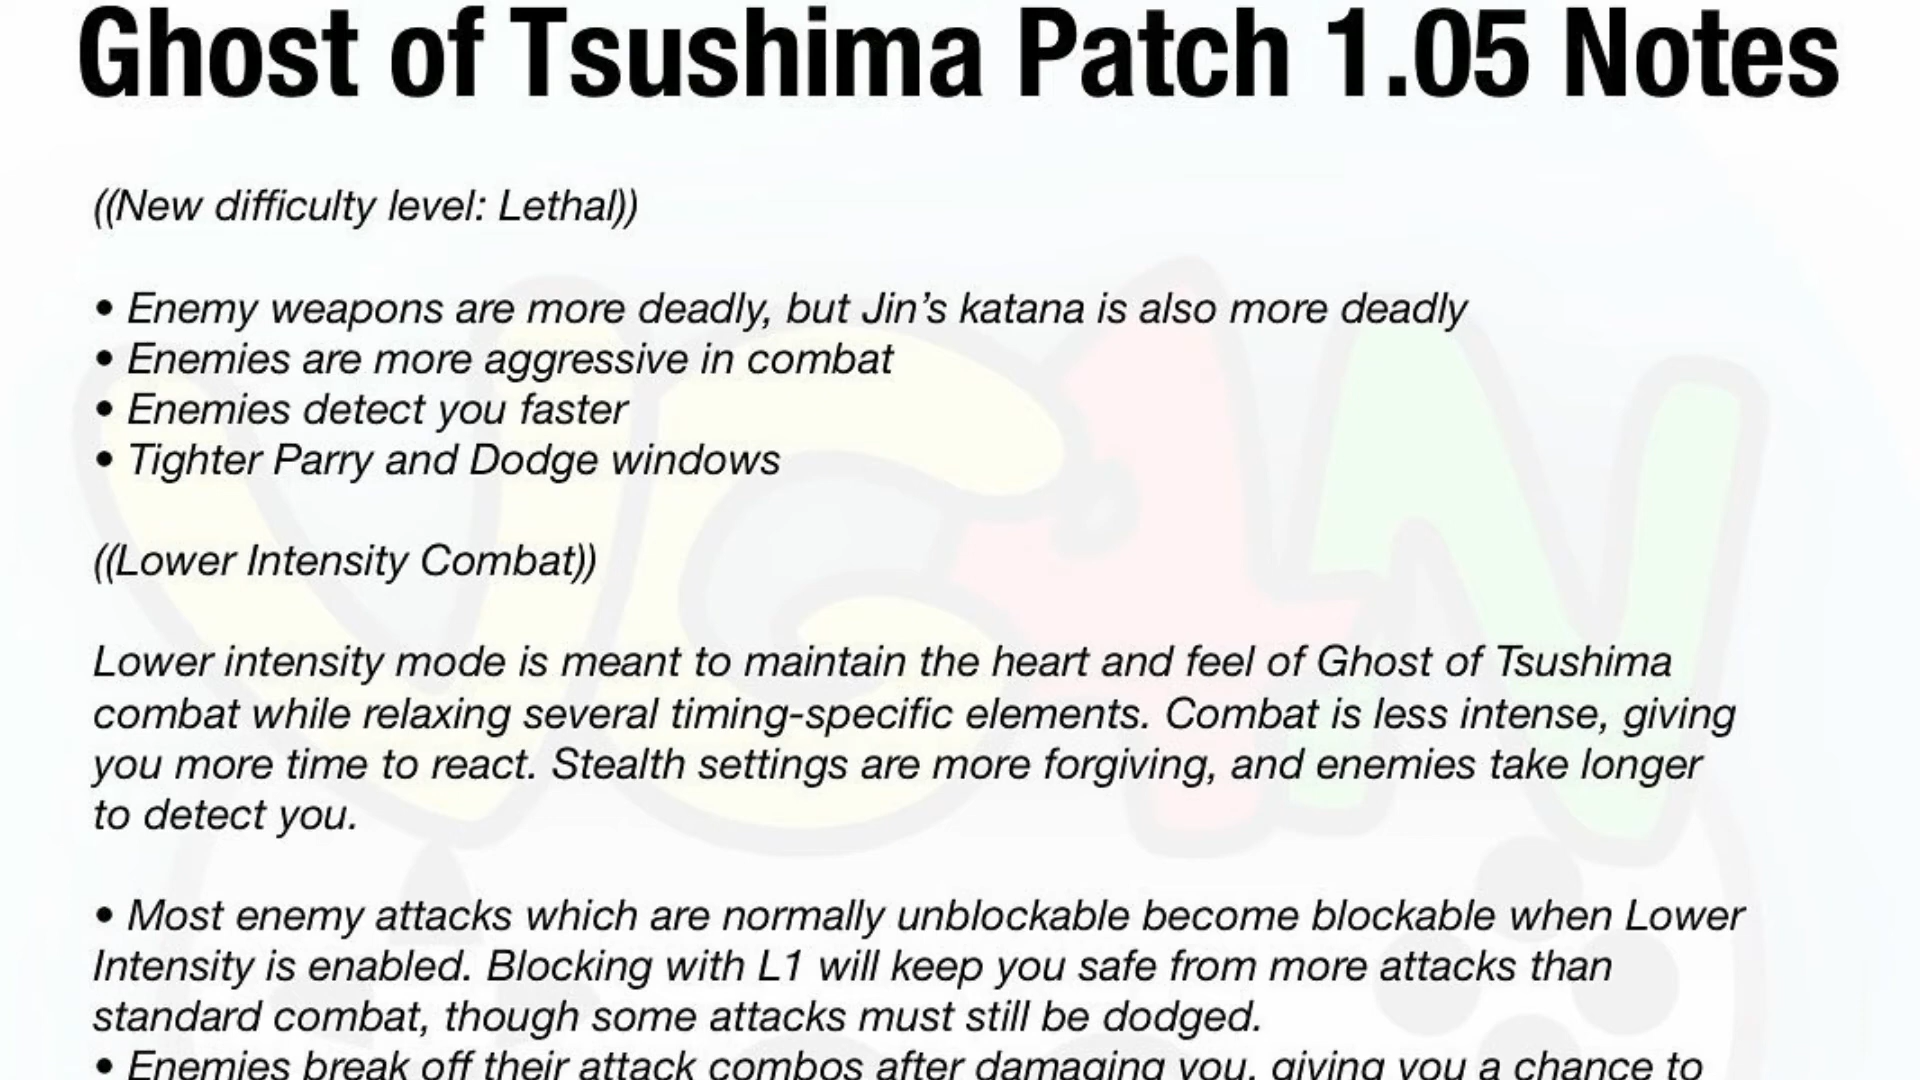 Ghost of Tsushima Patch 1.05 Notes
((New difficulty level: Lethal))
• Enemy weapons are more deadly, but Jin’s katana is also more deadly
• Enemies are more aggressive in combat
• Enemies detect you faster
• Tighter Parry and Dodge windows
((Lower Intensity Combat))
Lower intensity mode is meant to maintain the heart and feel of Ghost of Tsushima
combat while relaxing several timing-specific elements. Combat is less intense, giving
you more time to react. Stealth settings are more forgiving, and enemies take longer
to detect you.
• Most enemy attacks which are normally unblockable become blockable when Lower
Intensity is enabled. Blocking with L1 will keep you safe from more attacks than
standard combat, though some attacks must still be dodged.
• Enemies break off their attack combos after damaging you, giving you a chance to